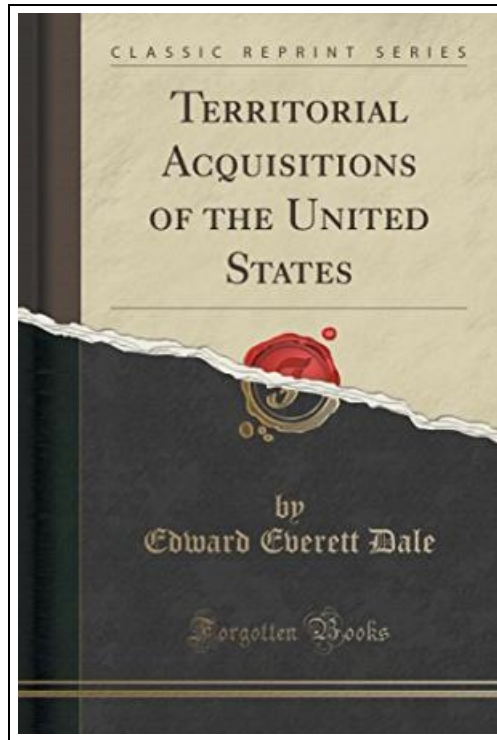 CLASSIC REPRINT SERIES
TERRITORIAL
ACQUISITIONS
OF THE UNITED
STATES
by
Edward Everett Dale
Forgotten Books